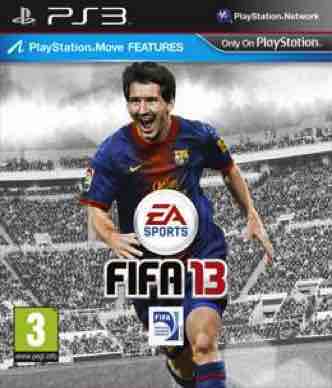 PS3
PlayStation.Network
PlayStation.Move FEATURES
Only On PlayStation.
EA
SPORTS
FIFA 13
3
www.pegi.info